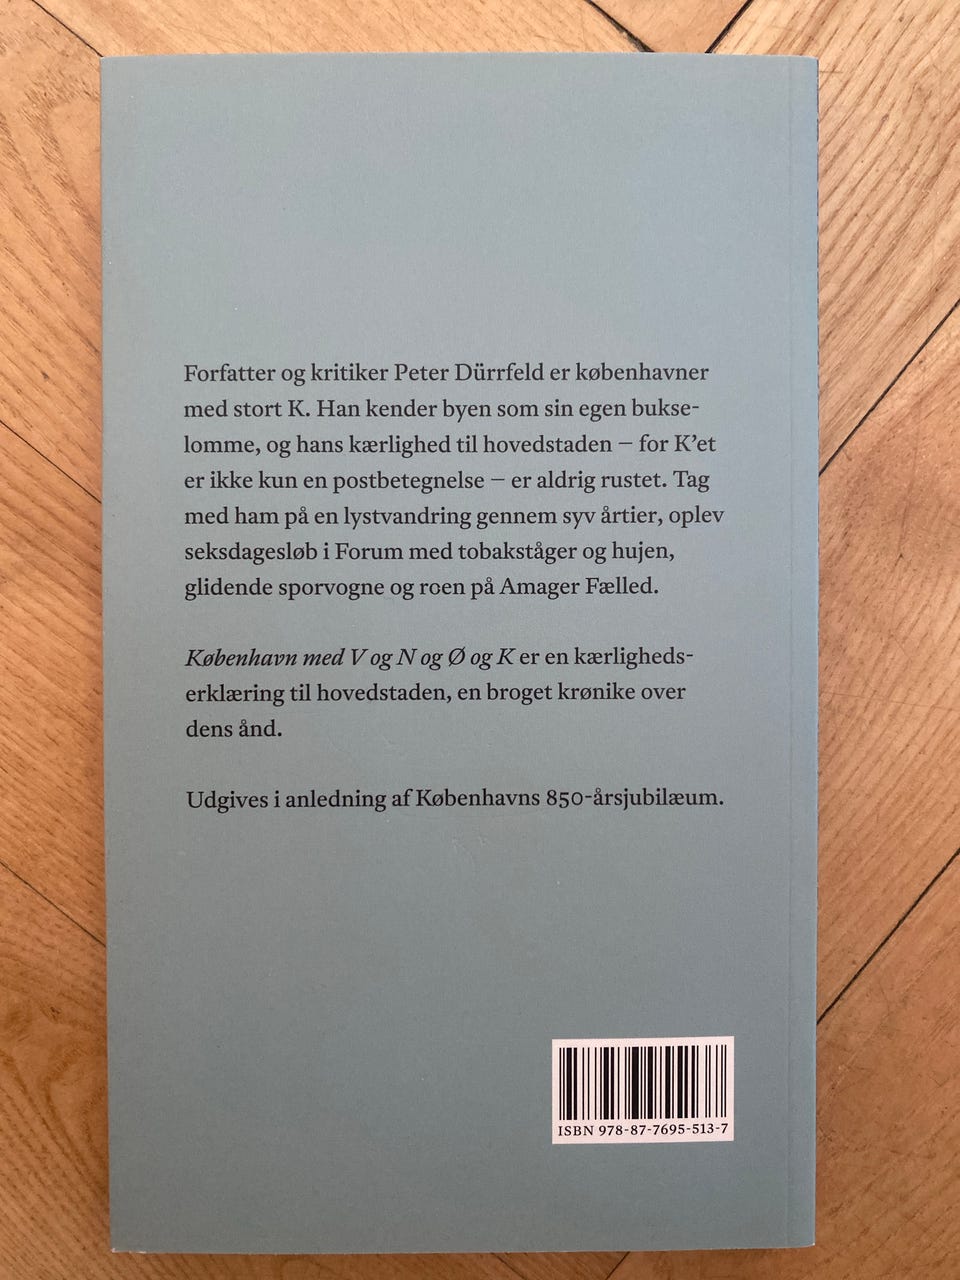 Forfatter og kritiker Peter Dürrfeld er københavner
med stort K. Han kender byen som sin egen bukse-
lomme, og hans kærlighed til hovedstaden – for K’et
er ikke kun en postbetegnelse – er aldrig rustet. Tag
med ham på en lystvandring gennem syv årtier, oplev
seksdagesløb i Forum med tobakståger og hujen,
glidende sporvogne og roen på Amager Fælled.
København med V og N og Ø og K er en kærligheds-
erklæring til hovedstaden, en broget krønike over
dens ånd.
Udgives i anledning af Københavns 850-årsjubilæum.
ISBN 978-87-7695-513-7